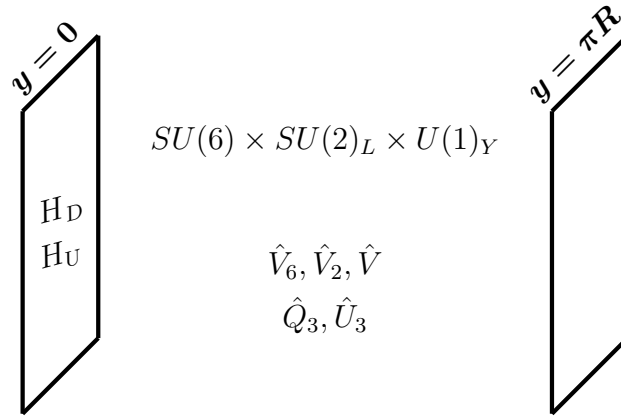 y = 0
y = πR
SU(6) × SU(2)_L × U(1)_Y
H_D
H_U
V̂_6, V̂_2, V̂
Q̂_3, Û_3